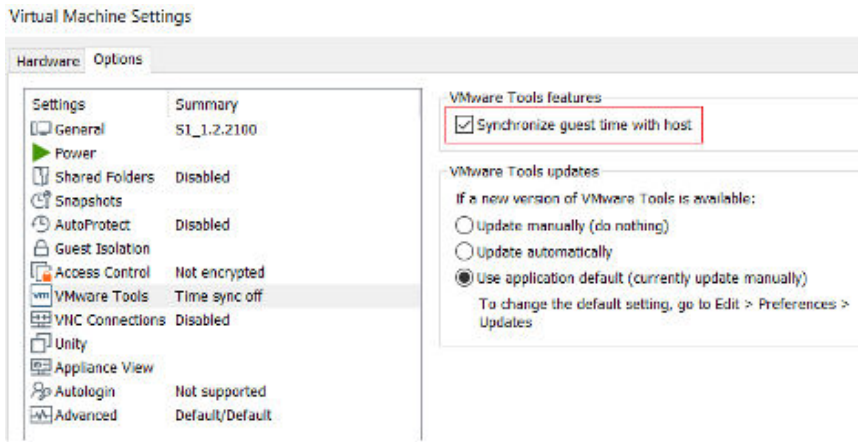 Virtual Machine Settings
Hardware Options
Settings Summary
General S1_1.2.2100
Power
Shared Folders Disabled
Snapshots
AutoProtect Disabled
Guest Isolation
Access Control Not encrypted
vm VMware Tools Time sync off
VNC Connections Disabled
Unity
Appliance View
Autologin Not supported
Advanced Default/Default
VMware Tools features
Synchronize guest time with host
VMware Tools updates
If a new version of VMware Tools is available:
Update manually (do nothing)
Update automatically
Use application default (currently update manually)
To change the default setting, go to Edit > Preferences >
Updates